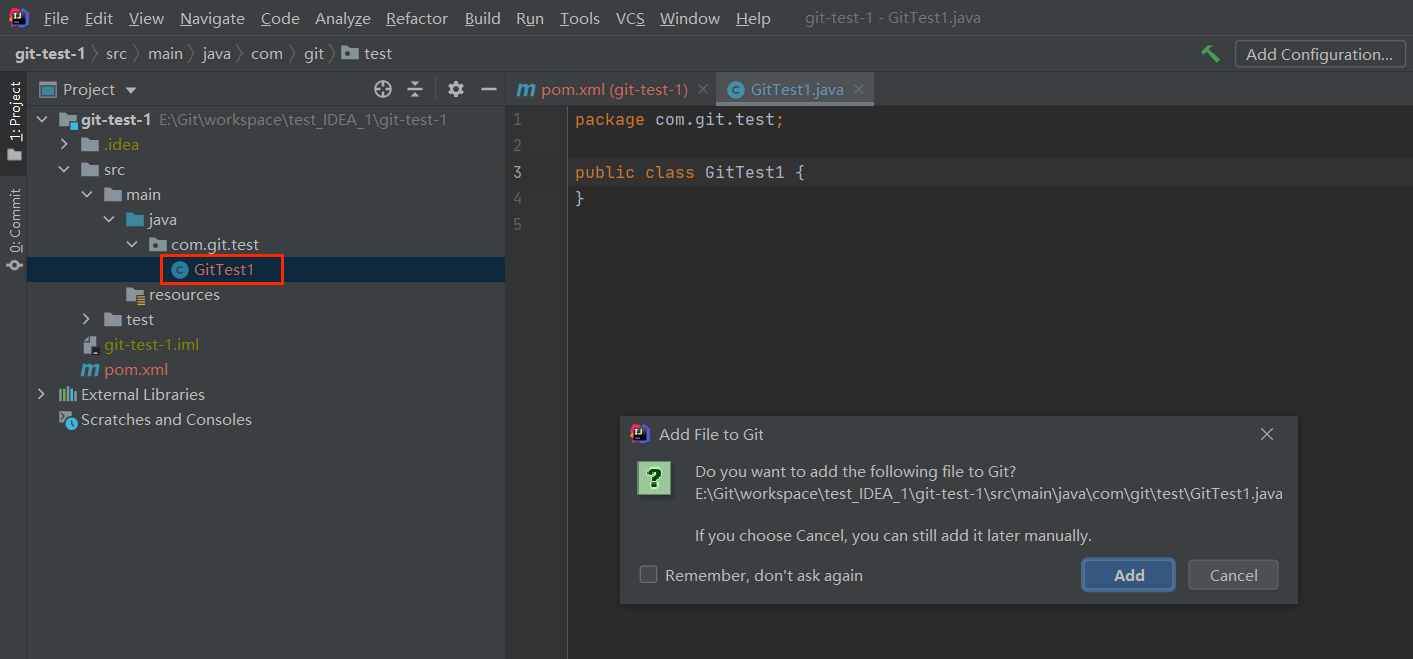 File Edit View Navigate Code Analyze Refactor Build Run Tools VCS Window Help git-test-1 - GitTest1.java
git-test-1 src main java com git test Add Configuration...
1: Project
0: Commit
Project
git-test-1 E:\Git\workspace\test_IDEA_1\git-test-1
.idea
src
main
java
com.git.test
GitTest1
resources
test
git-test-1.iml
pom.xml
External Libraries
Scratches and Consoles
pom.xml (git-test-1) GitTest1.java
1 package com.git.test;
2
3 public class GitTest1 {
4 }
5
Add File to Git
Do you want to add the following file to Git?
E:\Git\workspace\test_IDEA_1\git-test-1\src\main\java\com\git\test\GitTest1.java
If you choose Cancel, you can still add it later manually.
Remember, don't ask again
Add Cancel